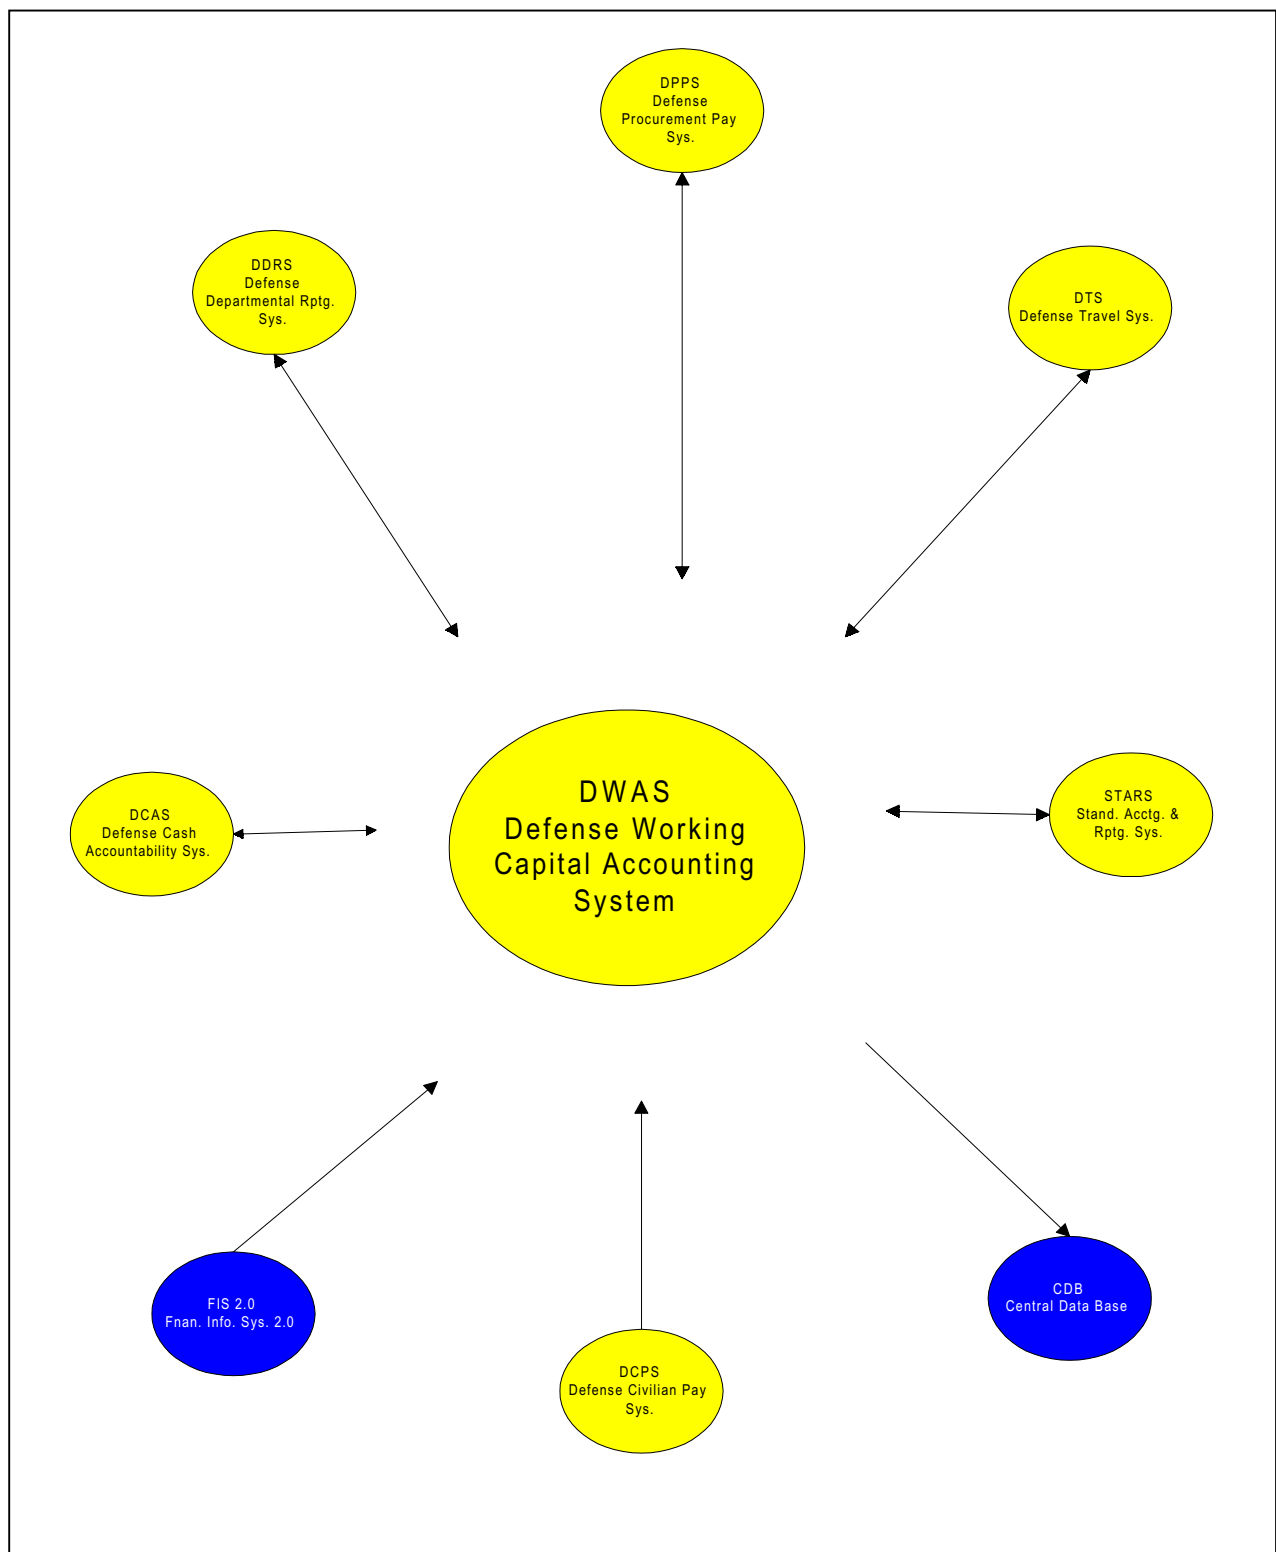 DPPS
Defense
Procurement Pay
Sys.
DDRS
Defense
Departmental Rptg.
Sys.
DTS
Defense Travel Sys.
DWAS
Defense Working
Capital Accounting
System
STARS
Stand. Acctg. &
Rptg. Sys.
DCAS
Defense Cash
Accountability Sys.
FIS 2.0
Fnan. Info. Sys. 2.0
CDB
Central Data Base
DCPS
Defense Civilian Pay
Sys.